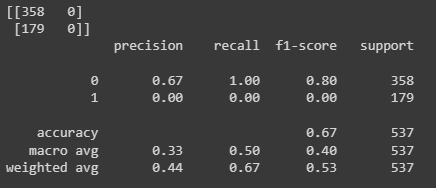 [[358   0]
 [179   0]]
              precision    recall  f1-score   support

           0       0.67      1.00      0.80       358
           1       0.00      0.00      0.00       179

    accuracy                           0.67       537
   macro avg       0.33      0.50      0.40       537
weighted avg       0.44      0.67      0.53       537